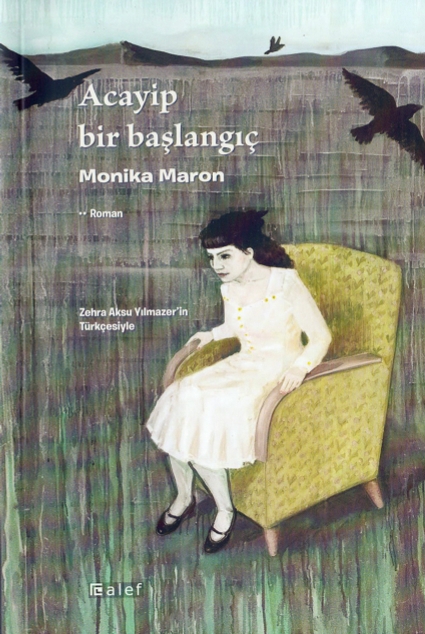 Acayip
bir başlangıç
Monika Maron
•• Roman
Zehra Aksu Yılmazer'in
Türkçesiyle
alef